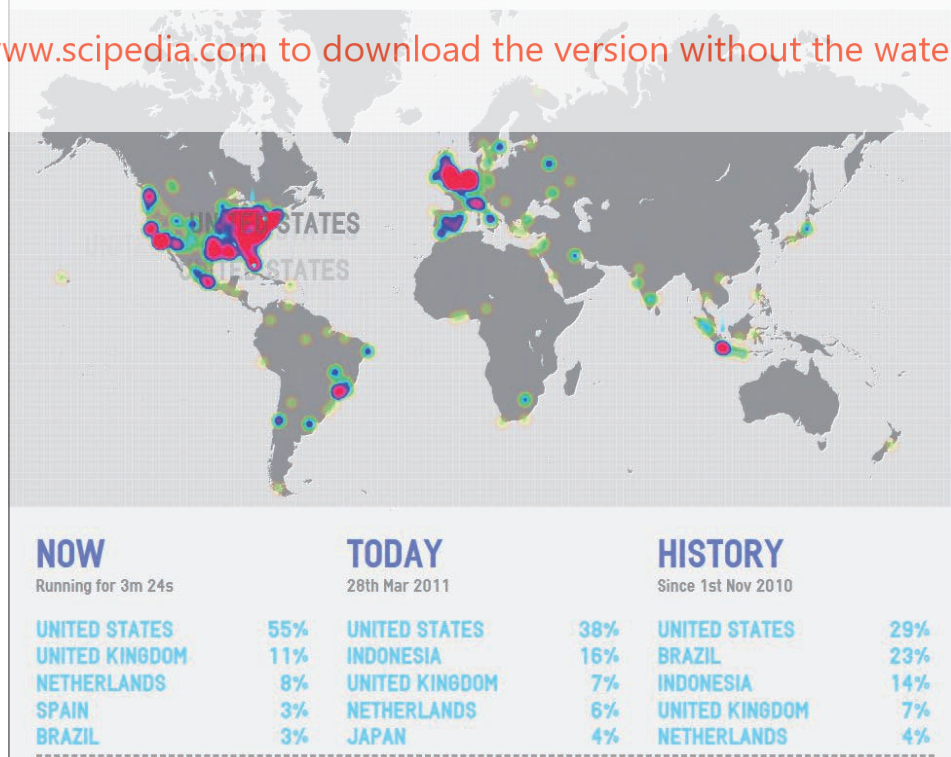 ww.scipedia.com to download the version without the wate
UNITED STATES
UNITED STATES
NOW
Running for 3m 24s
UNITED STATES 55%
UNITED KINGDOM 11%
NETHERLANDS 8%
SPAIN 3%
BRAZIL 3%
TODAY
28th Mar 2011
UNITED STATES 38%
INDONESIA 16%
UNITED KINGDOM 7%
NETHERLANDS 6%
JAPAN 4%
HISTORY
Since 1st Nov 2010
UNITED STATES 29%
BRAZIL 23%
INDONESIA 14%
UNITED KINGDOM 7%
NETHERLANDS 4%